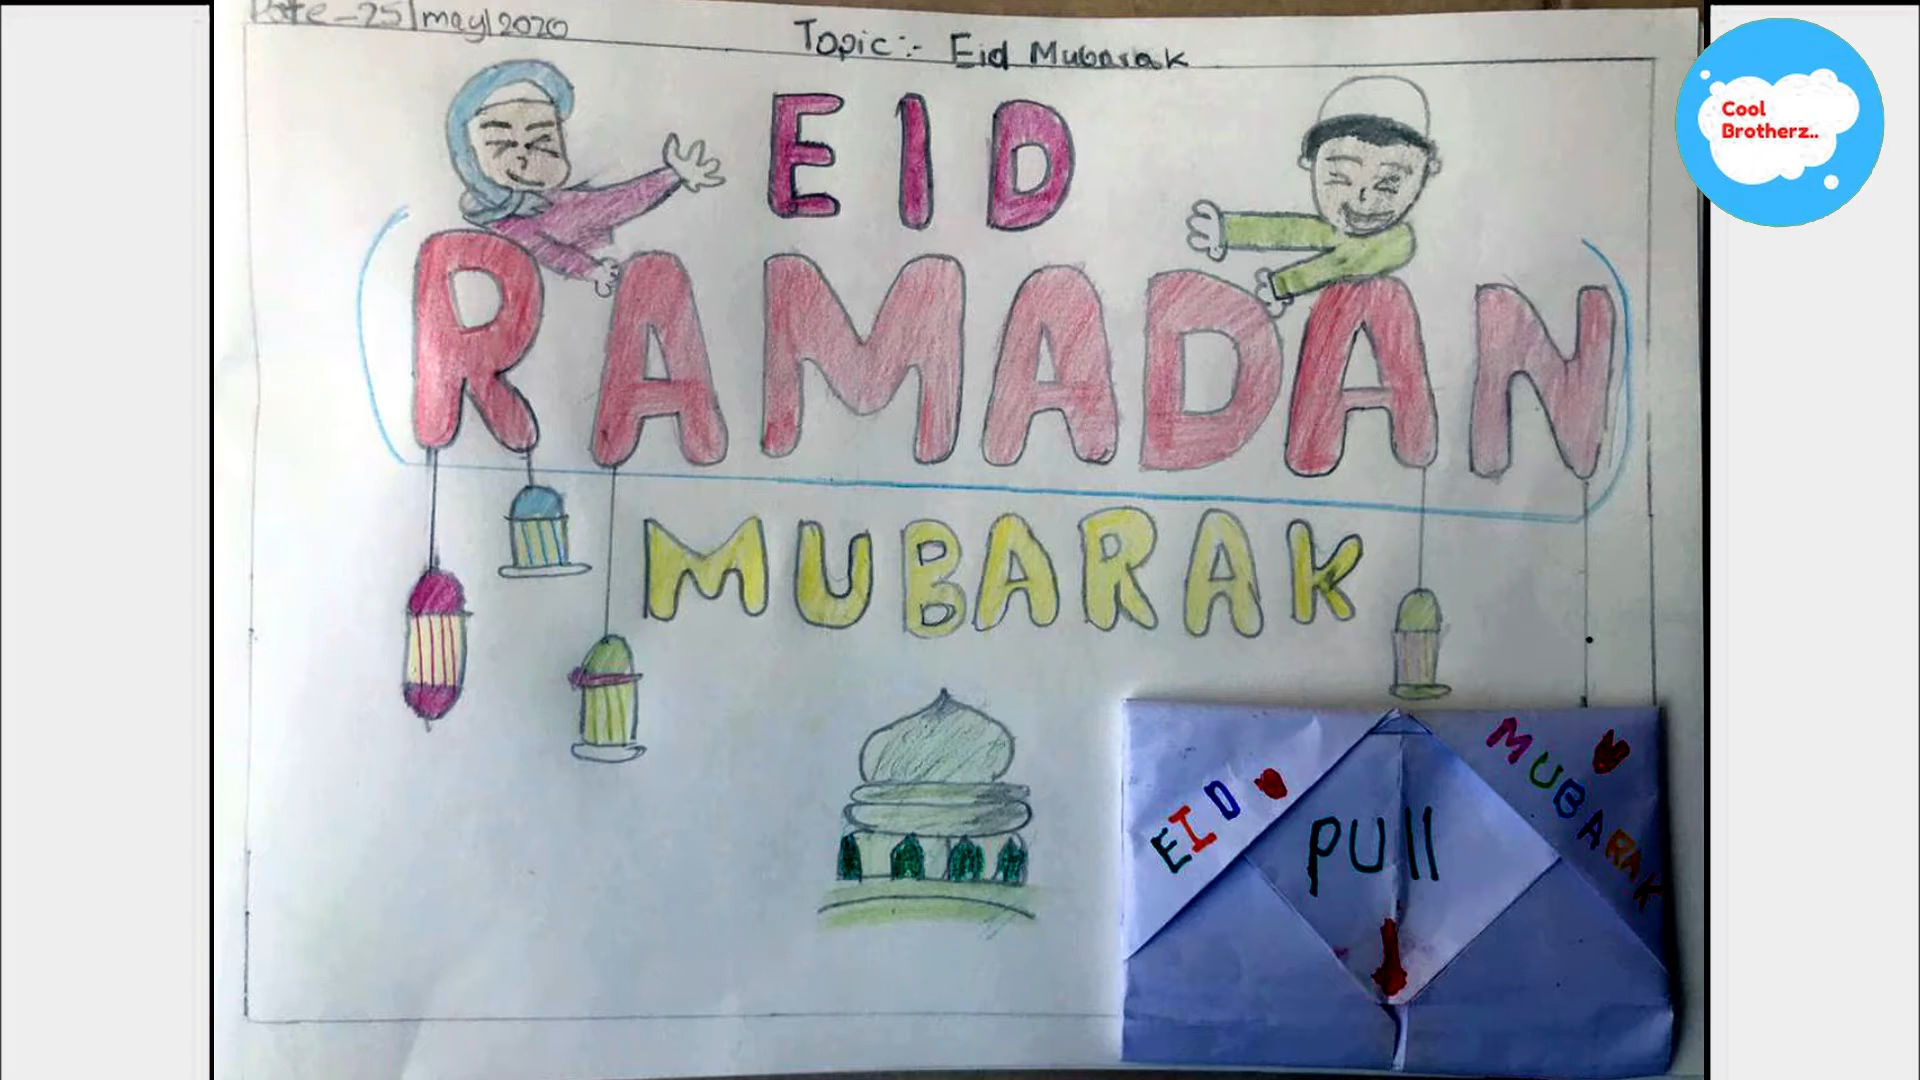 Date-25/may/2020
Topic:- Eid Mubarak
Cool
Brotherz..
EID
RAMADAN
MUBARAK
EID
MUBARAK
PUll